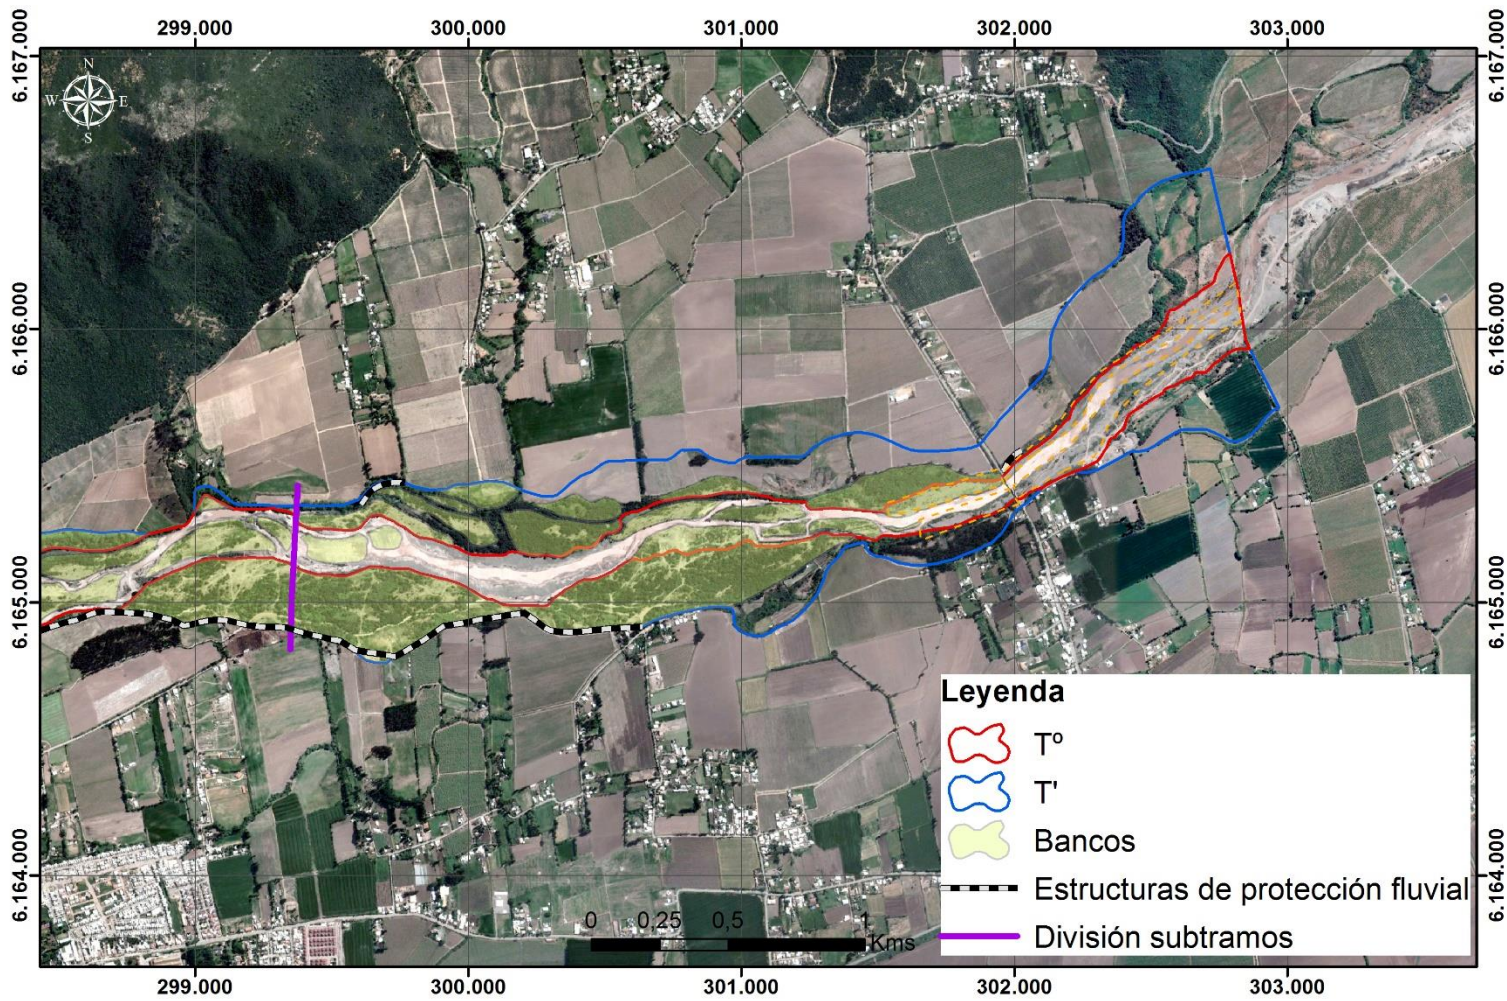 299.000 300.000 301.000 302.000 303.000
6.167.000 6.167.000
N
W E
S
6.166.000 6.166.000
6.165.000 6.165.000
6.164.000 6.164.000
Leyenda
Tº
T'
Bancos
Estructuras de protección fluvial
División subtramos
0 0,25 0,5 1
Kms
299.000 300.000 301.000 302.000 303.000